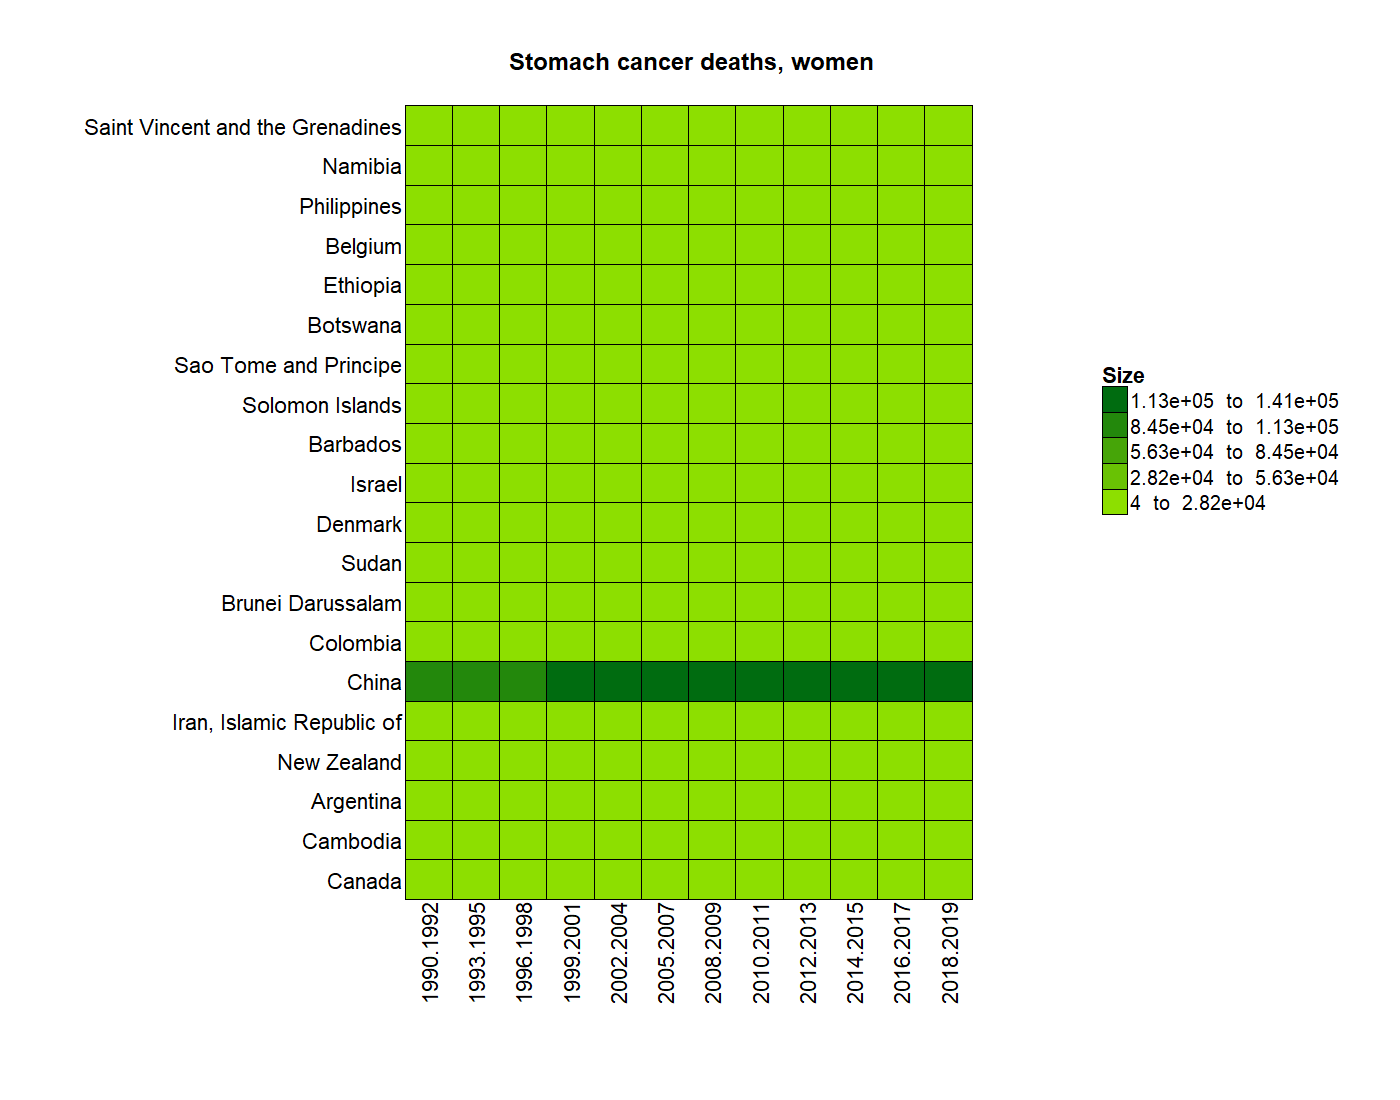 Stomach cancer deaths, women
Saint Vincent and the Grenadines
Namibia
Philippines
Belgium
Ethiopia
Botswana
Sao Tome and Principe
Solomon Islands
Barbados
Israel
Denmark
Sudan
Brunei Darussalam
Colombia
China
Iran, Islamic Republic of
New Zealand
Argentina
Cambodia
Canada
1990.1992
1993.1995
1996.1998
1999.2001
2002.2004
2005.2007
2008.2009
2010.2011
2012.2013
2014.2015
2016.2017
2018.2019
Size
1.13e+05 to 1.41e+05
8.45e+04 to 1.13e+05
5.63e+04 to 8.45e+04
2.82e+04 to 5.63e+04
4 to 2.82e+04